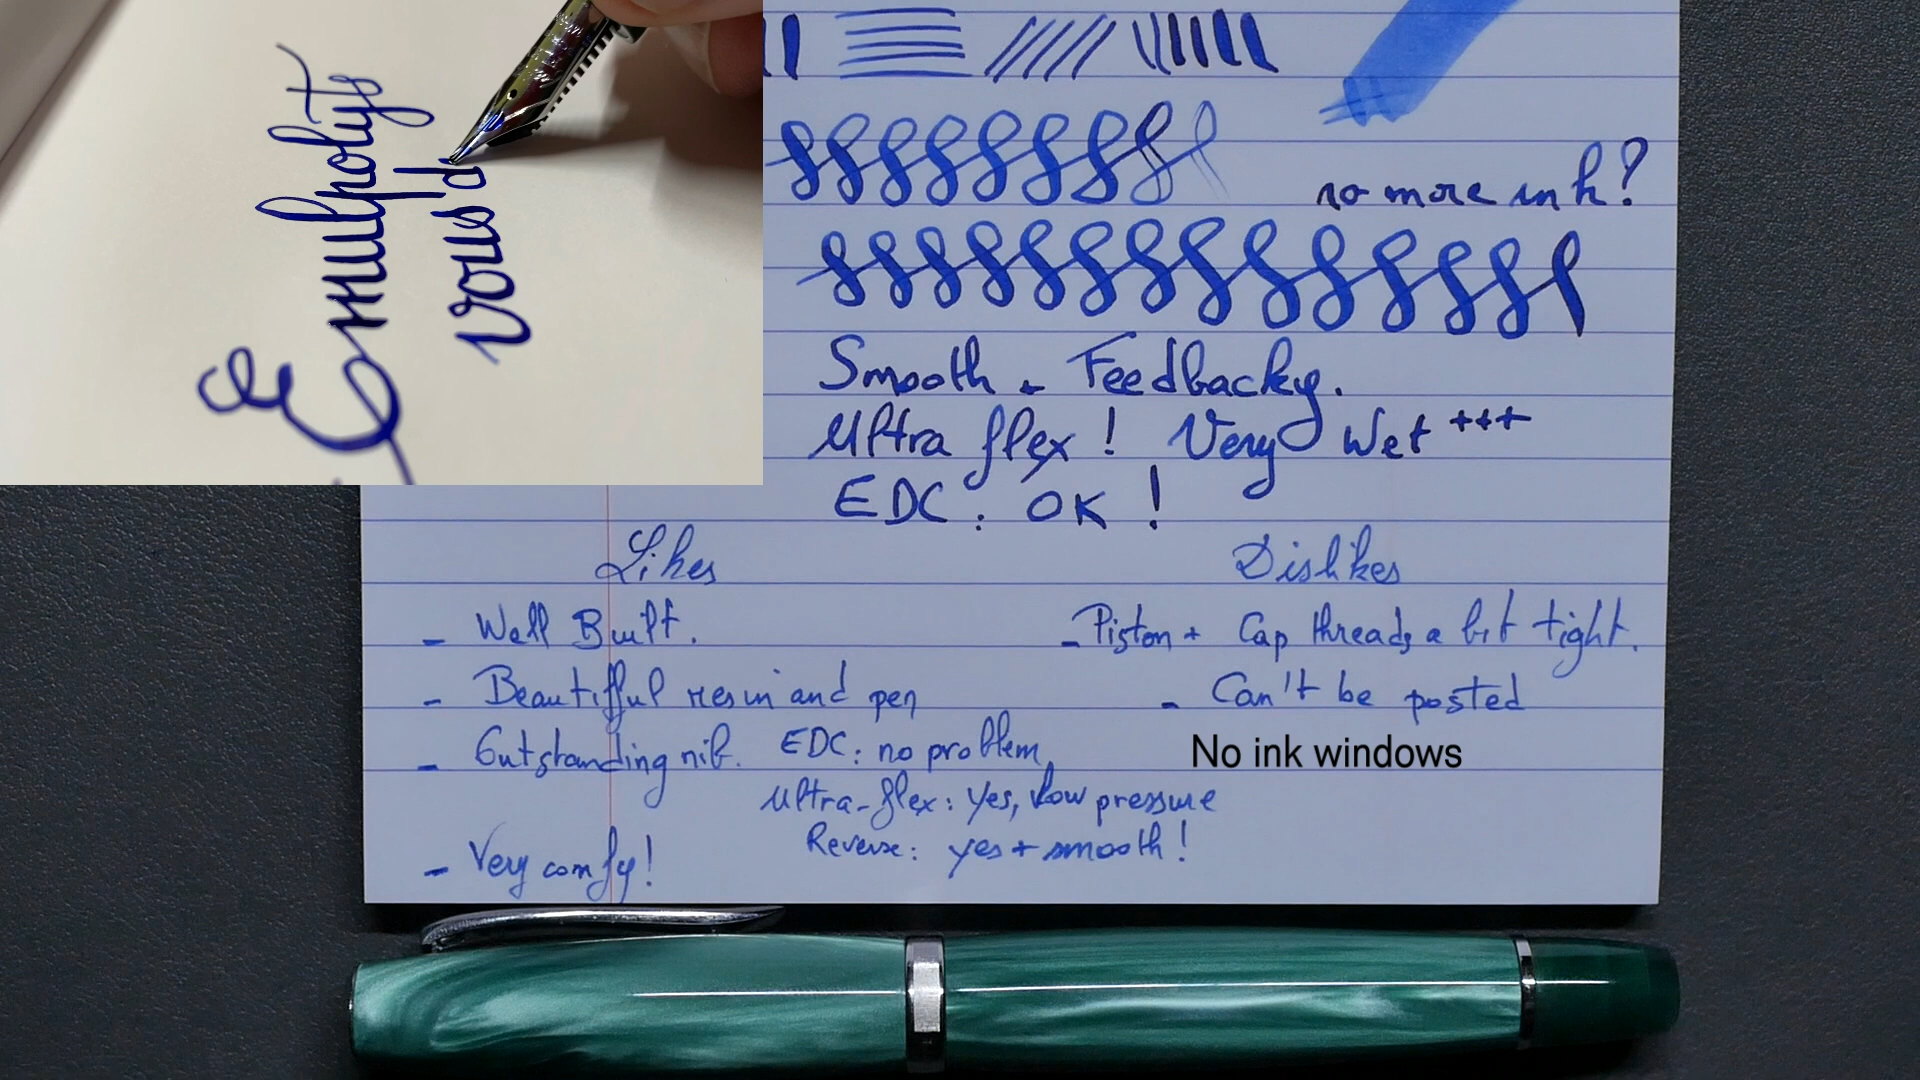 vous d
no more ink?
Smooth & Feedbacky.
Ultra flex! Very Wet +++
EDC: OK!
Likes
Dislikes
- Well Built.
- Piston + Cap threads a bit tight.
- Beautifful resin and pen
- Can't be posted
- Outstanding nib. EDC: no problem
No ink windows
Ultra-flex: yes, low pressure
Reverse: yes + smooth!
- Very comfy!